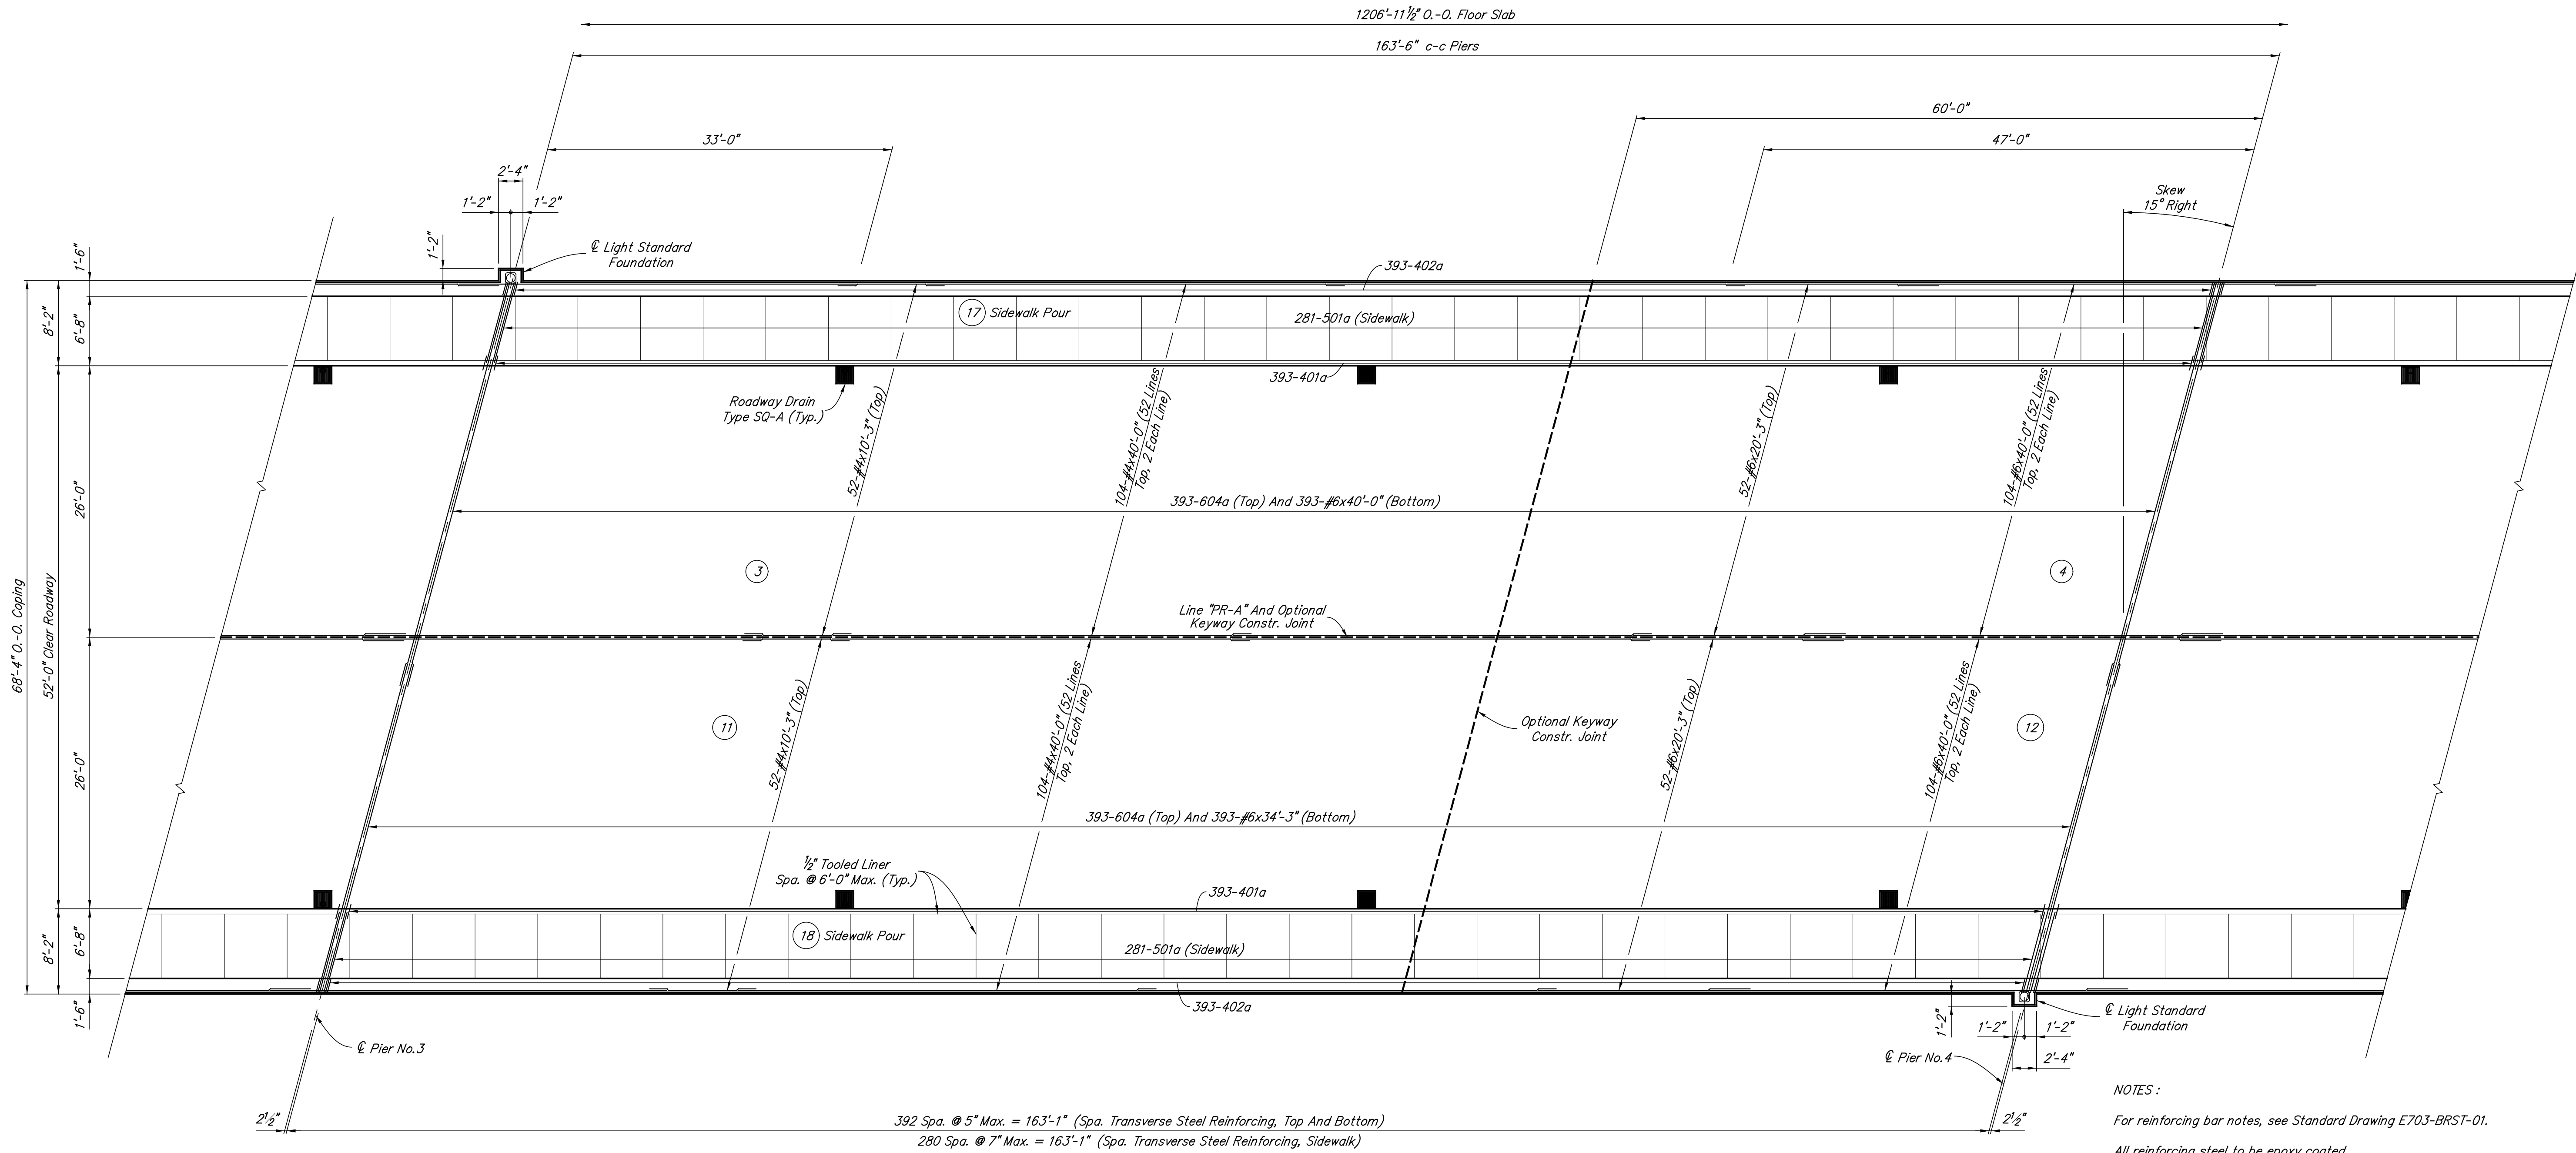 1206'-11½" O.-O. Floor Slab
163'-6" c-c Piers
60'-0"
33'-0"
47'-0"
2'-4"
Skew
15° Right
1'-2"
1'-2"
1'-2"
1'-6"
℄ Light Standard
Foundation
393-402a
8'-2"
6'-8"
17 Sidewalk Pour
281-501a (Sidewalk)
393-401a
Roadway Drain
Type SQ-A (Typ.)
52-#4x10'-3" (Top)
104-#4x40'-0" (52 Lines
Top, 2 Each Line)
52-#6x20'-3" (Top)
104-#6x40'-0" (52 Lines
Top, 2 Each Line)
26'-0"
393-604a (Top) And 393-#6x40'-0" (Bottom)
3
4
68'-4" O.-O. Coping
52'-0" Clear Roadway
Line "PR-A" And Optional
Keyway Constr. Joint
52-#4x10'-3" (Top)
104-#4x40'-0" (52 Lines
Top, 2 Each Line)
52-#6x20'-3" (Top)
104-#6x40'-0" (52 Lines
Top, 2 Each Line)
11
12
Optional Keyway
Constr. Joint
26'-0"
393-604a (Top) And 393-#6x34'-3" (Bottom)
½" Tooled Liner
Spa. @ 6'-0" Max. (Typ.)
393-401a
8'-2"
6'-8"
18 Sidewalk Pour
281-501a (Sidewalk)
393-402a
1'-6"
1'-2"
℄ Light Standard
Foundation
1'-2"
1'-2"
2'-4"
℄ Pier No.3
℄ Pier No.4
NOTES :
2½"
392 Spa. @ 5" Max. = 163'-1" (Spa. Transverse Steel Reinforcing, Top And Bottom)
2½"
For reinforcing bar notes, see Standard Drawing E703-BRST-01.
280 Spa. @ 7" Max. = 163'-1" (Spa. Transverse Steel Reinforcing, Sidewalk)
All reinforcing steel to be epoxy coated